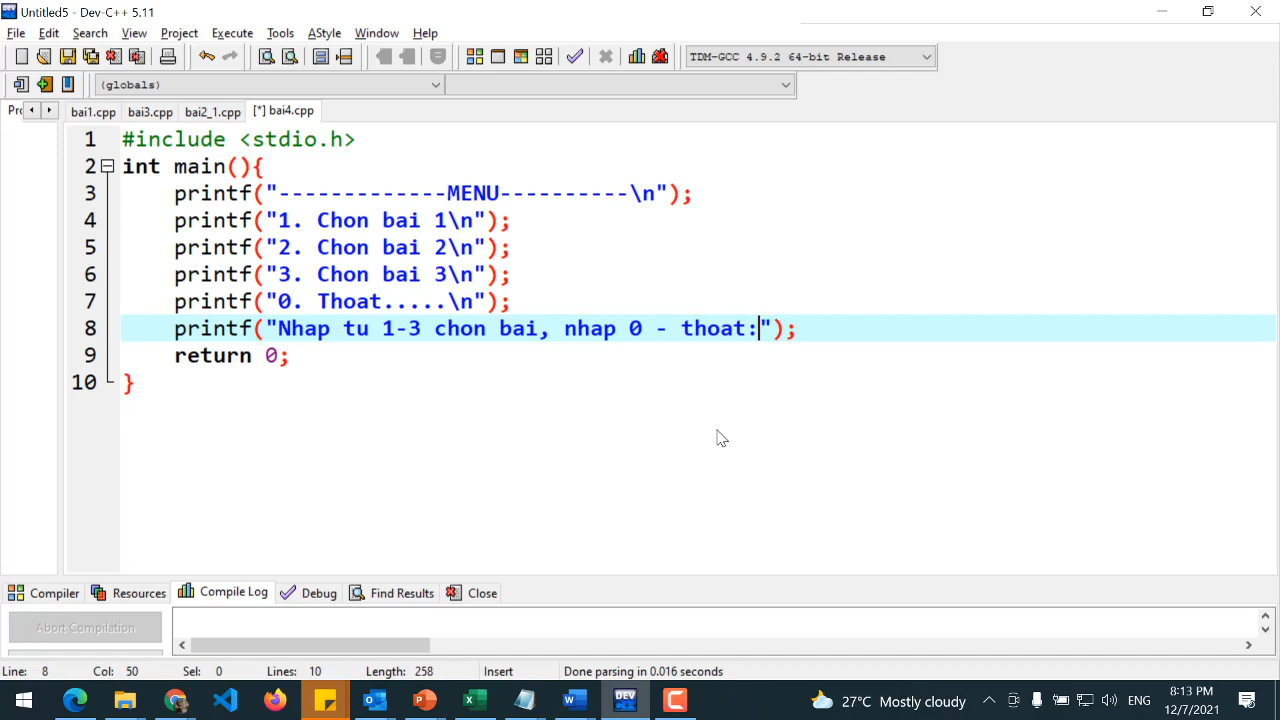 Untitled5 - Dev-C++ 5.11
File Edit Search View Project Execute Tools AStyle Window Help
TDM-GCC 4.9.2 64-bit Release
(globals)
Prc bai1.cpp bai3.cpp bai2_1.cpp [*] bai4.cpp
1 #include <stdio.h>
2 int main(){
3 printf("-------------MENU----------\n");
4 printf("1. Chon bai 1\n");
5 printf("2. Chon bai 2\n");
6 printf("3. Chon bai 3\n");
7 printf("0. Thoat.....\n");
8 printf("Nhap tu 1-3 chon bai, nhap 0 - thoat:");
9 return 0;
10 }
Compiler Resources Compile Log Debug Find Results Close
Abort Compilation
Line: 8 Col: 50 Sel: 0 Lines: 10 Length: 258 Insert Done parsing in 0.016 seconds
DEV 27°C Mostly cloudy ENG 8:13 PM
12/7/2021